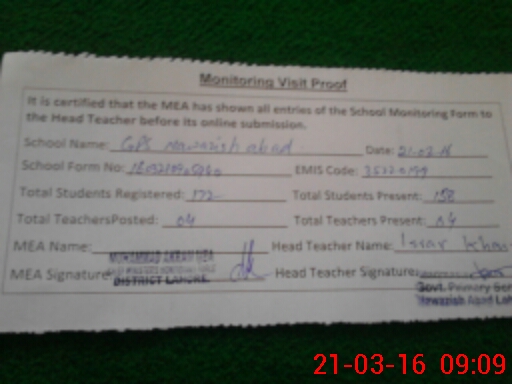 Monitoring Visit Proof
It is certified that the MEA has shown all entries of the School Monitoring Form to
the Head Teacher before its online submission.
School Name: GPS Nawazish abad Date:
School Form No: EMIS Code:
Total Students Registered: 172 Total Students Present: 158
Total TeachersPosted: 04 Total Teachers Present: 04
MEA Name: MUHAMMAD Head Teacher Name: Israr Khan
MEA Signature: DISTRICT LAHORE Head Teacher Signature:
Govt. Primary
Nawazish Abad
21-03-16 09:09